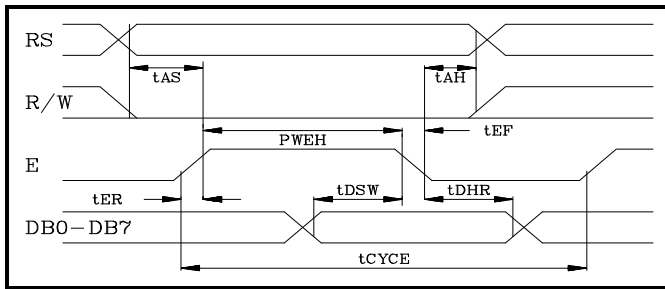 RS
tAS
tAH
R/W
PWEH
tEF
E
tER
tDSW
tDHR
DB0-DB7
tCYCE